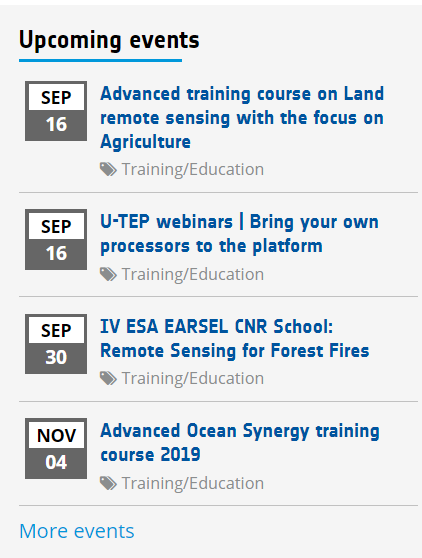 Upcoming events
SEP
16
Advanced training course on Land
remote sensing with the focus on
Agriculture
Training/Education
SEP
16
U-TEP webinars | Bring your own
processors to the platform
Training/Education
SEP
30
IV ESA EARSEL CNR School:
Remote Sensing for Forest Fires
Training/Education
NOV
04
Advanced Ocean Synergy training
course 2019
Training/Education
More events